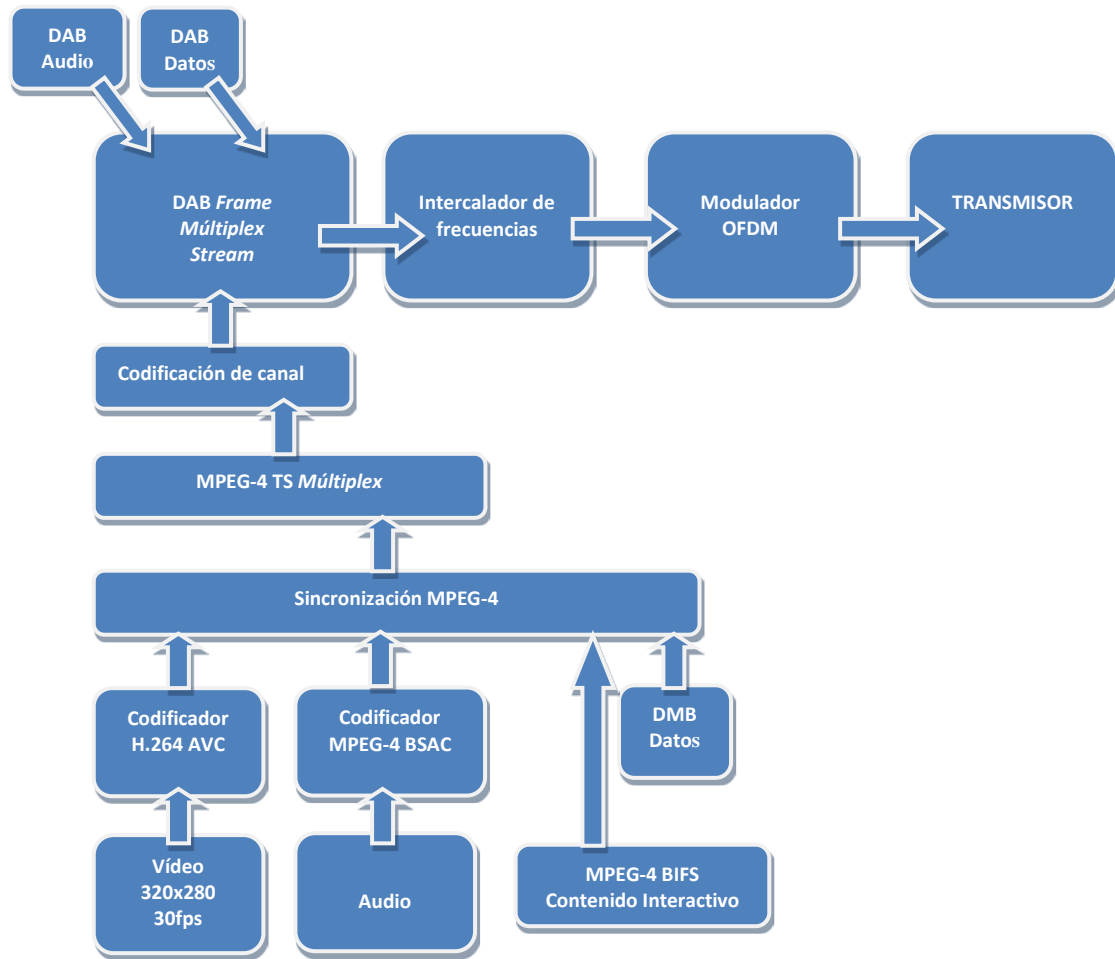 DAB
Audio
DAB
Datos
DAB Frame
Múltiplex
Stream
Intercalador de
frecuencias
Modulador
OFDM
TRANSMISOR
Codificación de canal
MPEG-4 TS Múltiplex
Sincronización MPEG-4
Codificador
H.264 AVC
Codificador
MPEG-4 BSAC
DMB
Datos
Vídeo
320x280
30fps
Audio
MPEG-4 BIFS
Contenido Interactivo